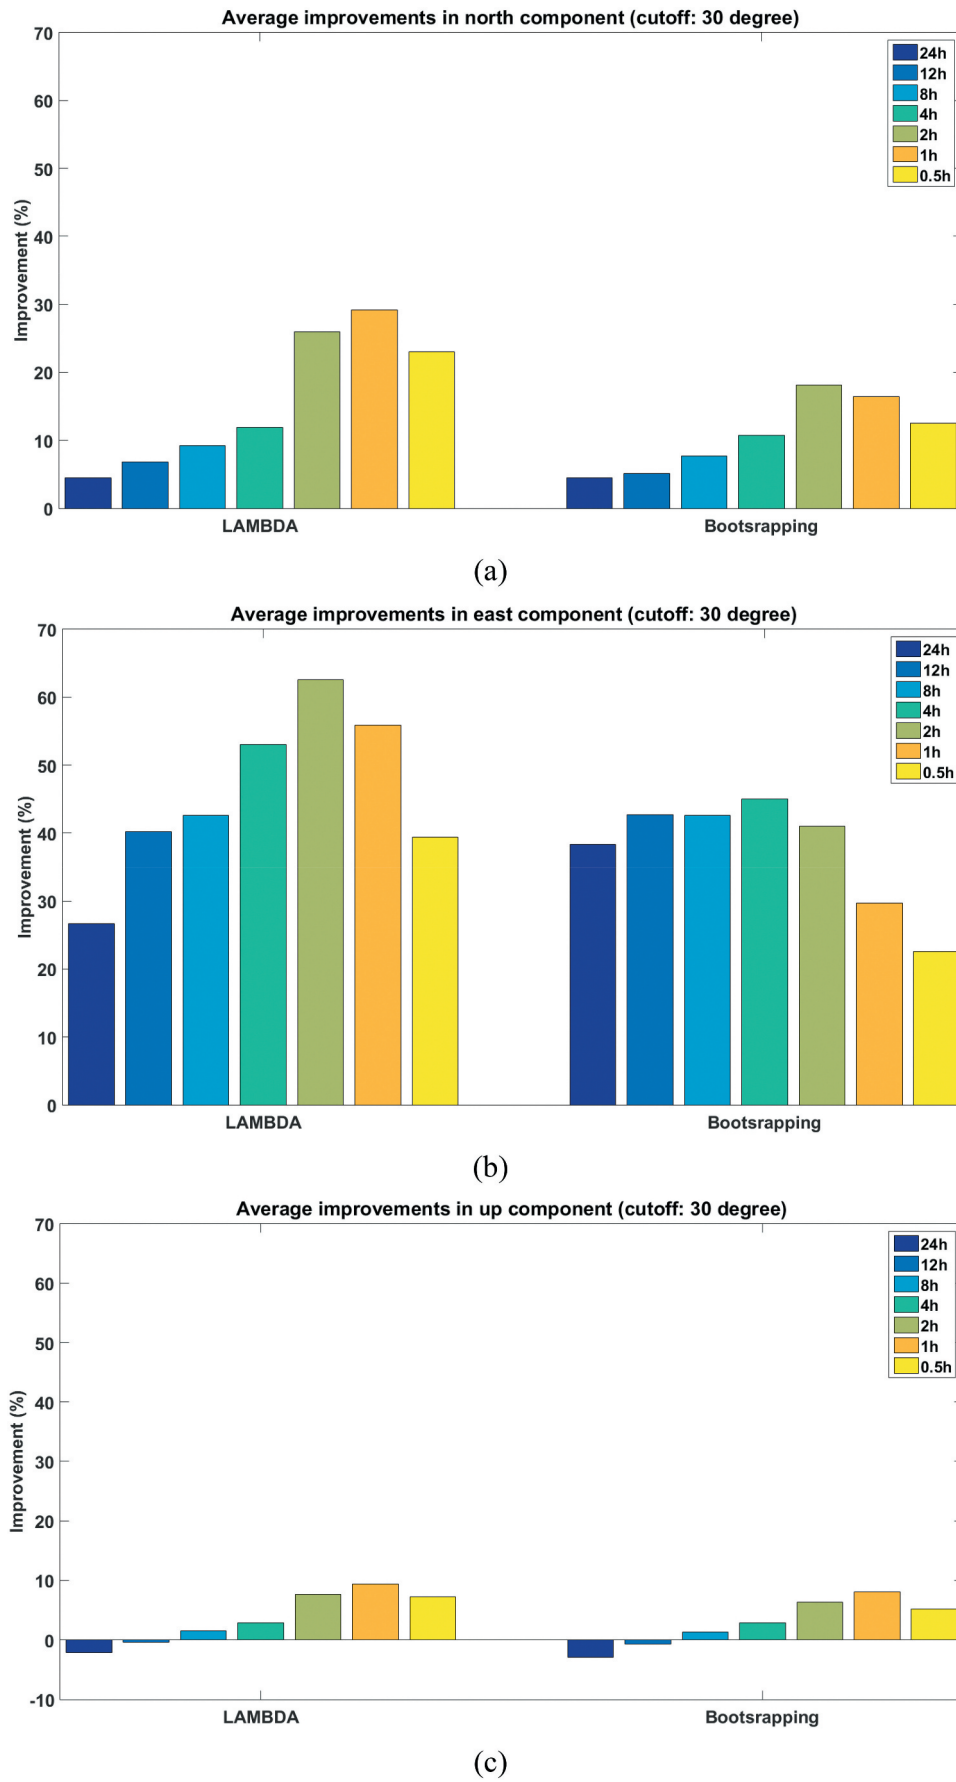 Average improvements in north component (cutoff: 30 degree)
70
60
50
40
30
20
10
0
Improvement (%)
24h
12h
8h
4h
2h
1h
0.5h
LAMBDA
Bootsrapping
(a)
Average improvements in east component (cutoff: 30 degree)
70
60
50
40
30
20
10
0
Improvement (%)
24h
12h
8h
4h
2h
1h
0.5h
LAMBDA
Bootsrapping
(b)
Average improvements in up component (cutoff: 30 degree)
70
60
50
40
30
20
10
0
-10
Improvement (%)
24h
12h
8h
4h
2h
1h
0.5h
LAMBDA
Bootsrapping
(c)